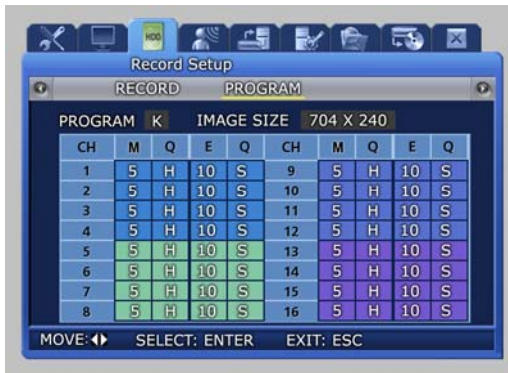 HDD
Record Setup
RECORD PROGRAM
PROGRAM K IMAGE SIZE 704 X 240
CH M Q E Q CH M Q E Q
1 5 H 10 S 9 5 H 10 S
2 5 H 10 S 10 5 H 10 S
3 5 H 10 S 11 5 H 10 S
4 5 H 10 S 12 5 H 10 S
5 5 H 10 S 13 5 H 10 S
6 5 H 10 S 14 5 H 10 S
7 5 H 10 S 15 5 H 10 S
8 5 H 10 S 16 5 H 10 S
MOVE: SELECT: ENTER EXIT: ESC